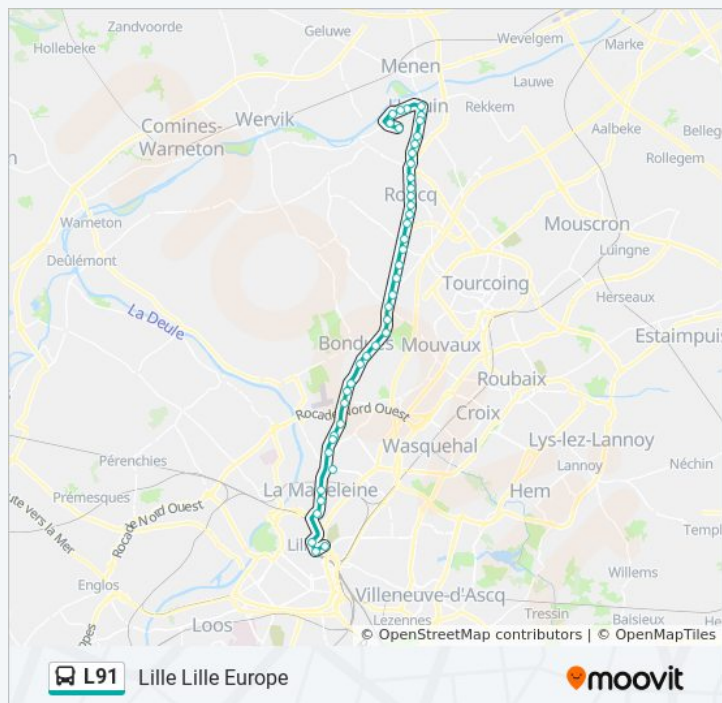 Zandvoorde
Geluwe
Hollebeke
Wevelgem
Marke
Menen
Lauwe
Wervik
Rekkem
Comines-
Warneton
Aalbeke
Rollegem
Roncq
Warneton
Mouscron
Luingne
Deûlémont
Tourcoing
Herseaux
La Deule
Estaimpuis
Bondues
Mouvaux
Roubaix
Rocade Nord Ouest
Croix
Wasquehal
Lys-lez-Lannoy
Pérenchies
Lannoy
Néchin
La Madeleine
Hem
Prémesques
Rocade Nord Ouest
Lille
Willems
Englos
Villeneuve-d'Ascq
Tressin
Loos
Lezennes
Baisieux
© OpenStreetMap contributors | © OpenMapTiles
L91 Lille Lille Europe
moovit